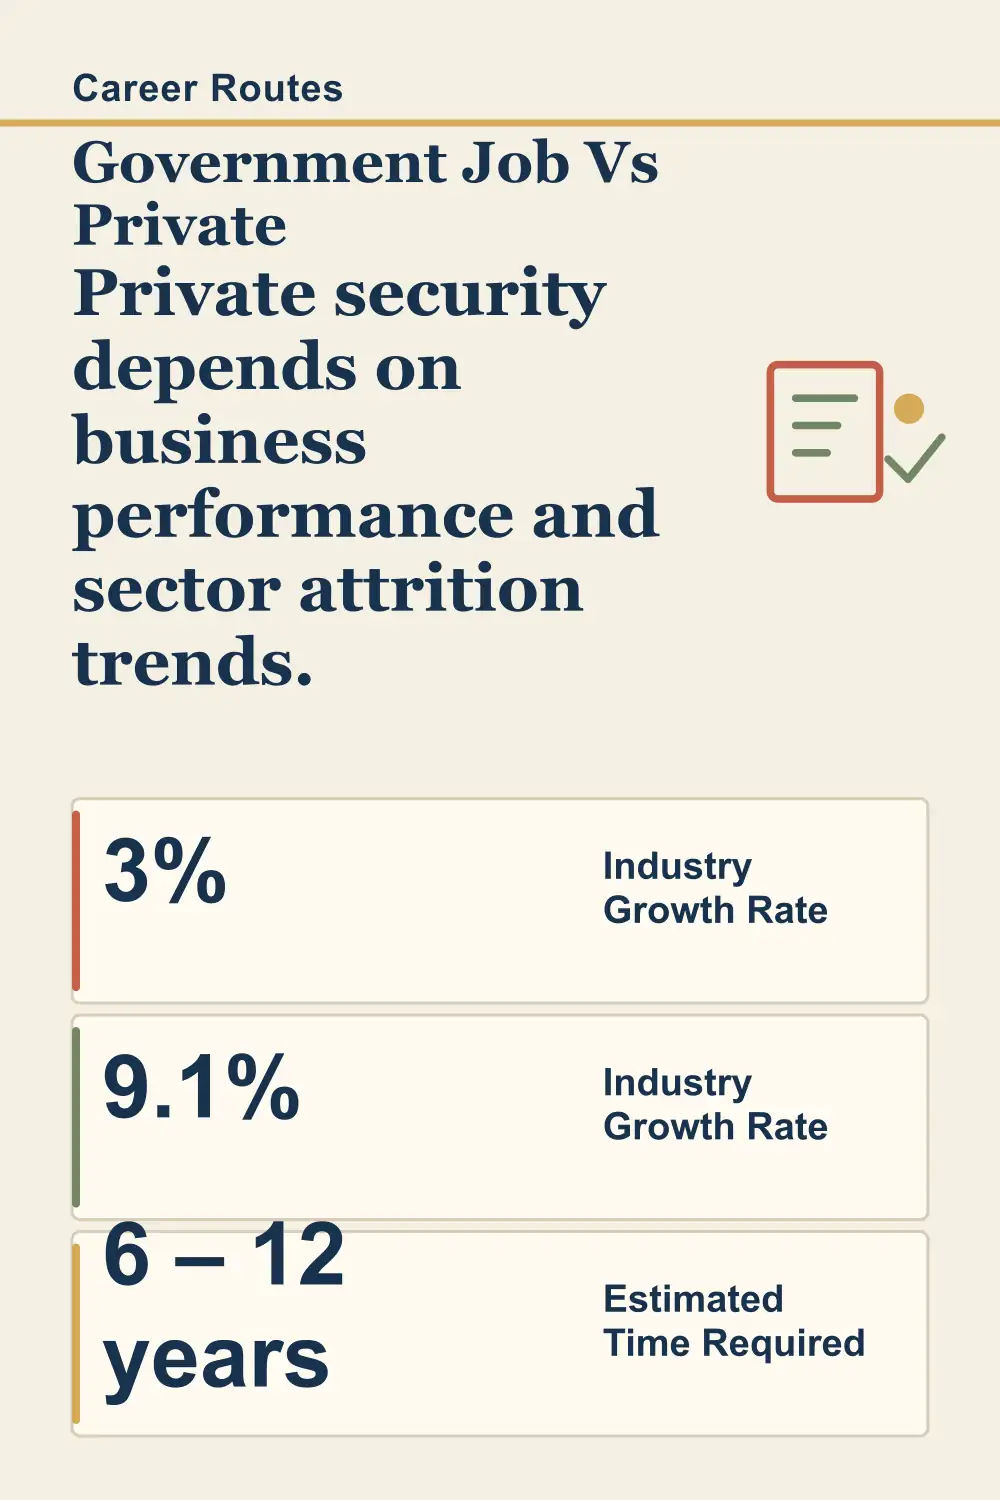 Career Routes
Government Job Vs
Private
Private security
depends on
business
performance and
sector attrition
trends.
3%
Industry
Growth Rate
9.1%
Industry
Growth Rate
6 – 12
years
Estimated
Time Required